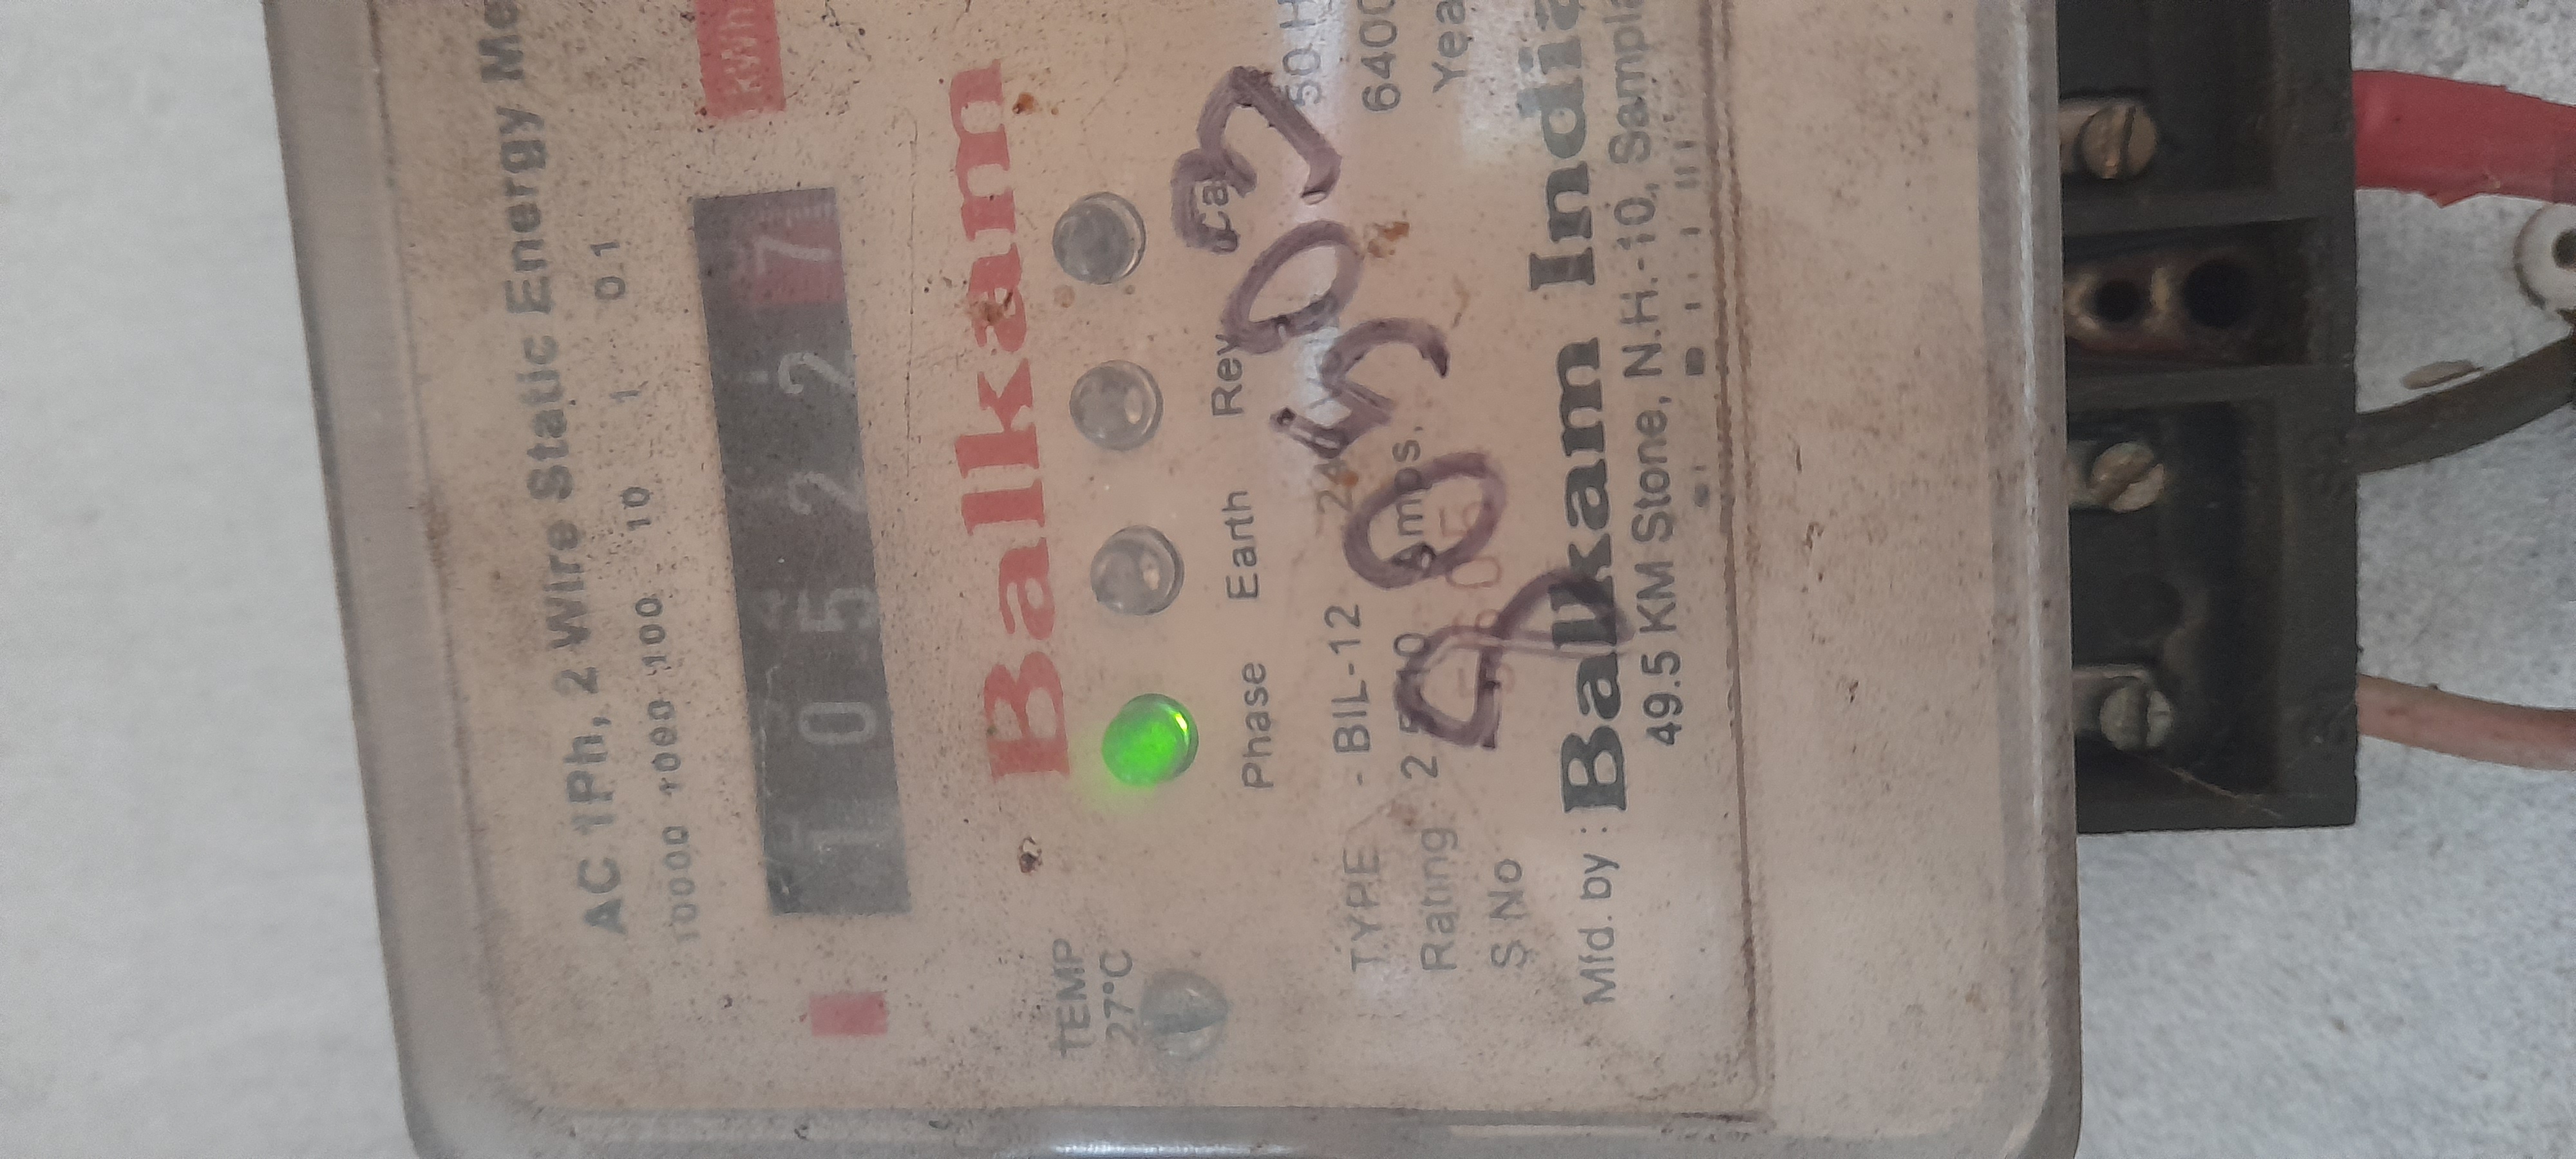 AC 1Ph, 2 Wire Static Energy Me
10000 1000 100 10 1 0.1
1 0 5 2 2 7
kWh
Balkam
TEMP
27°C
Phase Earth Rev Cal
TYPE - BIL-12 24 50 H
Rating 2 Amps. 6400
S No Yea
Mfd. by : Balkam India
49.5 KM Stone, N.H.-10, Sampla